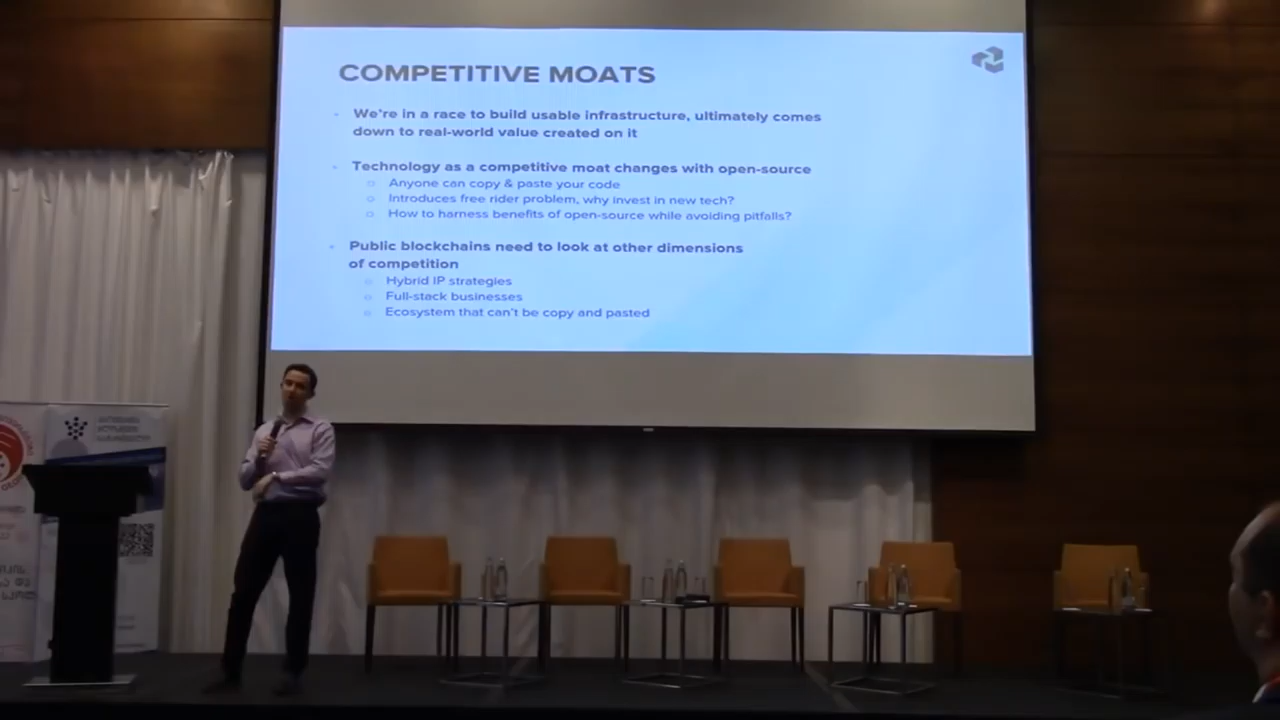 COMPETITIVE MOATS
We're in a race to build usable infrastructure, ultimately comes
down to real-world value created on it
Technology as a competitive moat changes with open-source
Anyone can copy & paste your code
Introduces free rider problem, why invest in new tech?
How to harness benefits of open-source while avoiding pitfalls?
Public blockchains need to look at other dimensions
of competition
Hybrid IP strategies
Full-stack businesses
Ecosystem that can't be copy and pasted